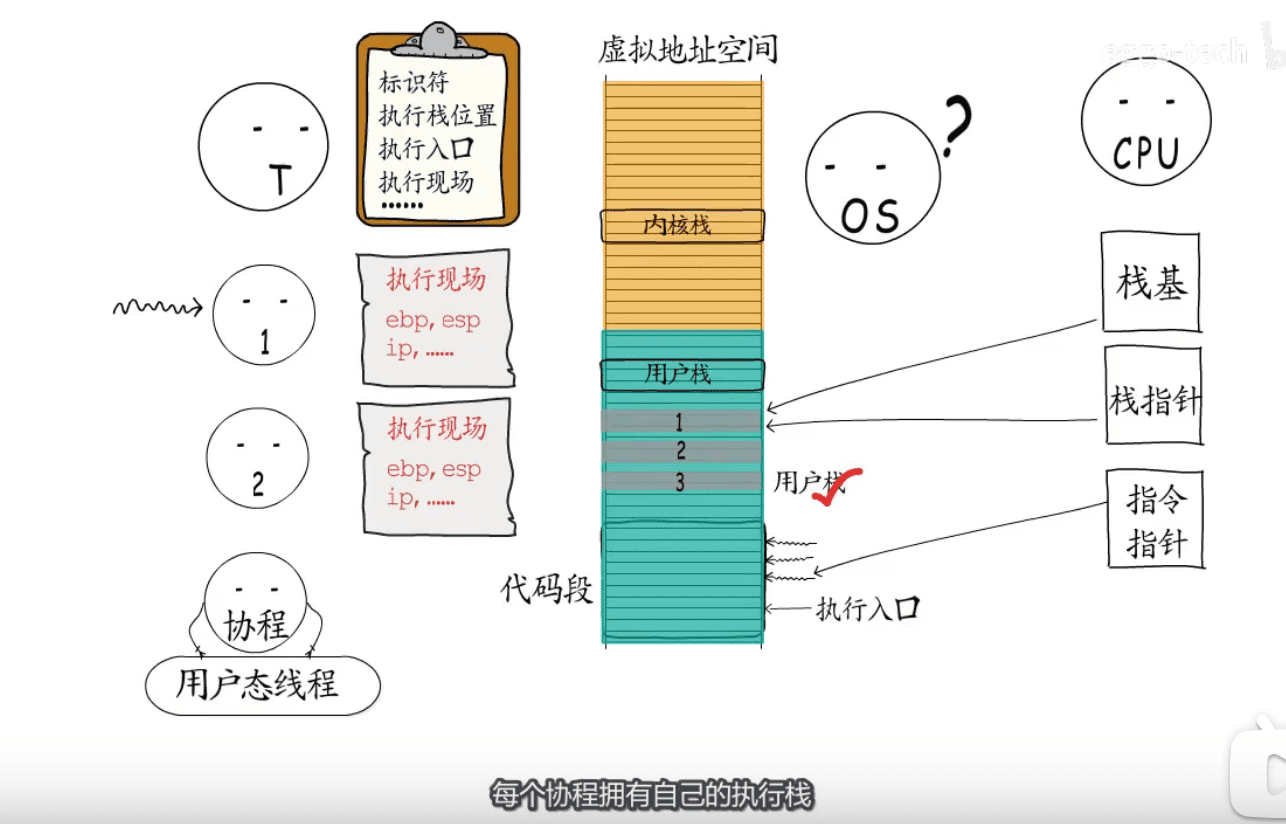 虚拟地址空间
eggo-tech
标识符
执行栈位置
执行入口
执行现场
……
T
?
OS
CPU
内核栈
执行现场
ebp, esp
ip, ……
1
栈基
用户栈
栈指针
1
2
3
用户栈
执行现场
ebp, esp
ip, ……
2
指令
指针
代码段
执行入口
协程
用户态线程
每个协程拥有自己的执行栈